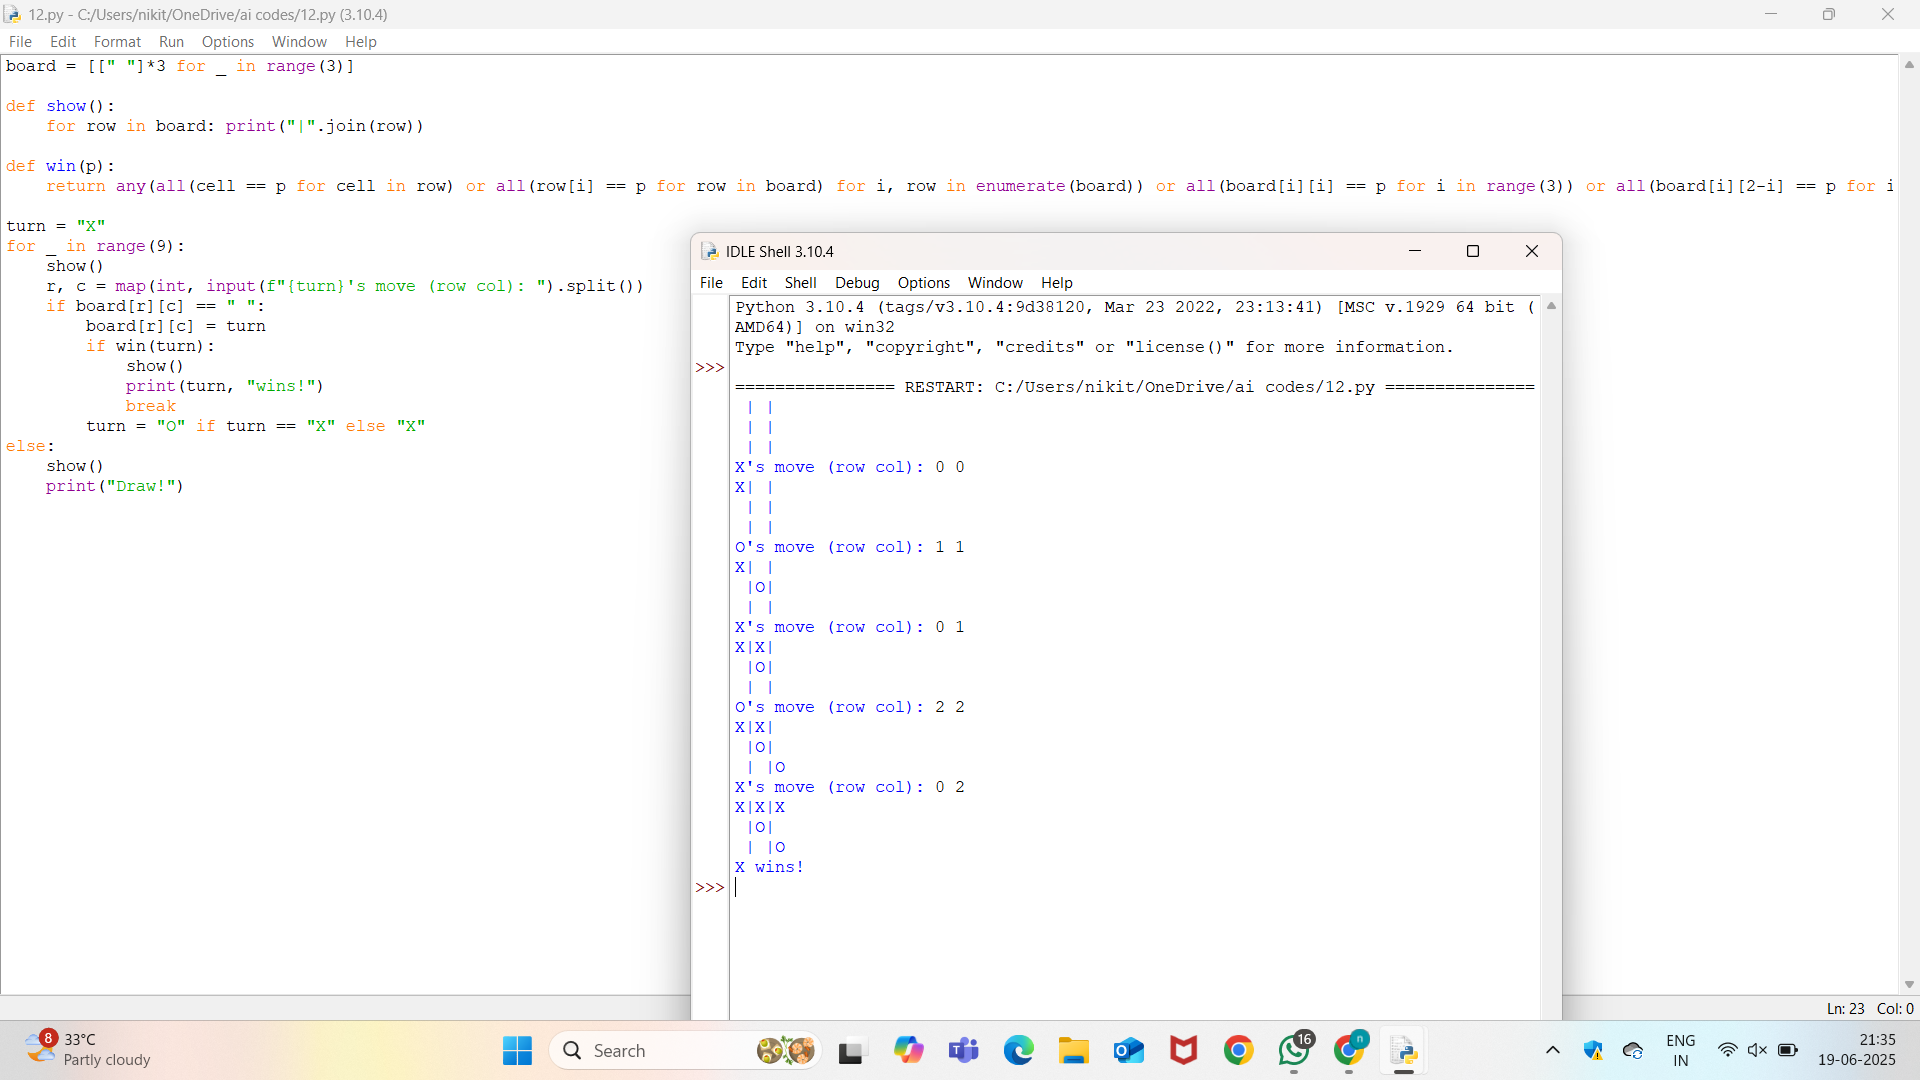 12.py - C:/Users/nikit/OneDrive/ai codes/12.py (3.10.4)
File Edit Format Run Options Window Help
board = [[" "]*3 for _ in range(3)]
def show():
    for row in board: print("|".join(row))
def win(p):
    return any(all(cell == p for cell in row) or all(row[i] == p for row in board) for i, row in enumerate(board)) or all(board[i][i] == p for i in range(3)) or all(board[i][2-i] == p for i
turn = "X"
for _ in range(9):
    show()
    r, c = map(int, input(f"{turn}'s move (row col): ").split())
    if board[r][c] == " ":
        board[r][c] = turn
        if win(turn):
            show()
            print(turn, "wins!")
            break
        turn = "O" if turn == "X" else "X"
else:
    show()
    print("Draw!")
IDLE Shell 3.10.4
File Edit Shell Debug Options Window Help
Python 3.10.4 (tags/v3.10.4:9d38120, Mar 23 2022, 23:13:41) [MSC v.1929 64 bit (
AMD64)] on win32
Type "help", "copyright", "credits" or "license()" for more information.
>>>
================ RESTART: C:/Users/nikit/OneDrive/ai codes/12.py ===============
 | |
 | |
 | |
X's move (row col): 0 0
X| |
 | |
 | |
O's move (row col): 1 1
X| |
 |O|
 | |
X's move (row col): 0 1
X|X|
 |O|
 | |
O's move (row col): 2 2
X|X|
 |O|
 | |O
X's move (row col): 0 2
X|X|X
 |O|
 | |O
X wins!
>>>
Ln: 23 Col: 0
8
33°C
Partly cloudy
Search
16
n
ENG
IN
21:35
19-06-2025